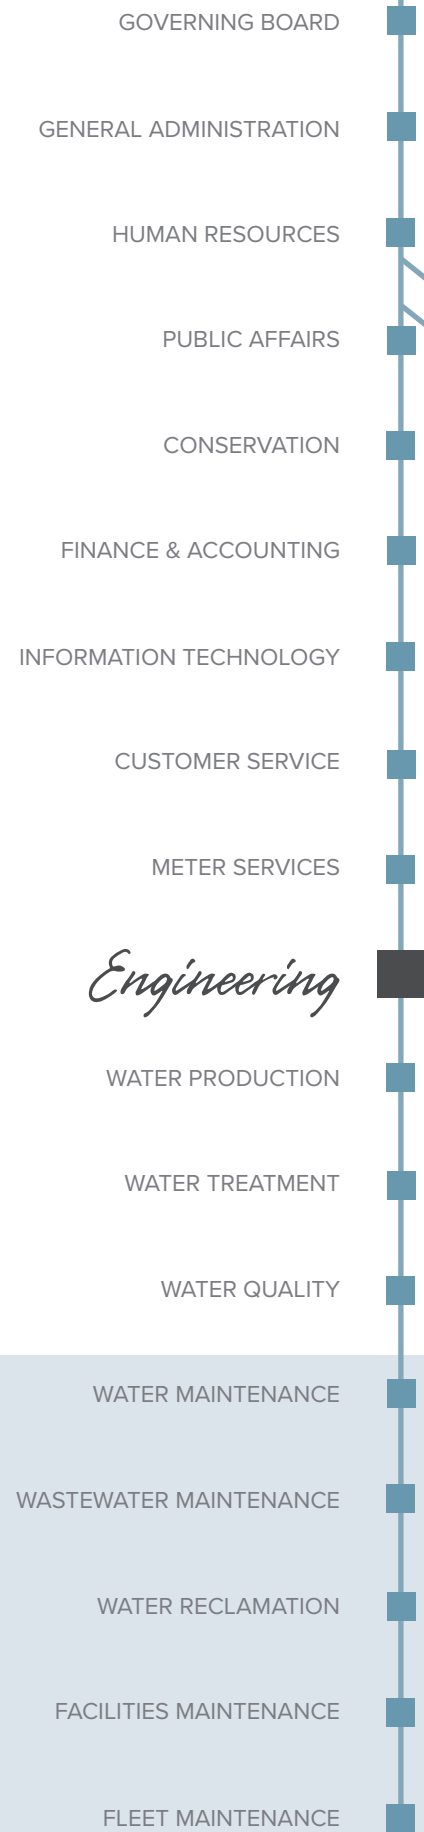 GOVERNING BOARD
GENERAL ADMINISTRATION
HUMAN RESOURCES
PUBLIC AFFAIRS
CONSERVATION
FINANCE & ACCOUNTING
INFORMATION TECHNOLOGY
CUSTOMER SERVICE
METER SERVICES
Engineering
WATER PRODUCTION
WATER TREATMENT
WATER QUALITY
WATER MAINTENANCE
WASTEWATER MAINTENANCE
WATER RECLAMATION
FACILITIES MAINTENANCE
FLEET MAINTENANCE